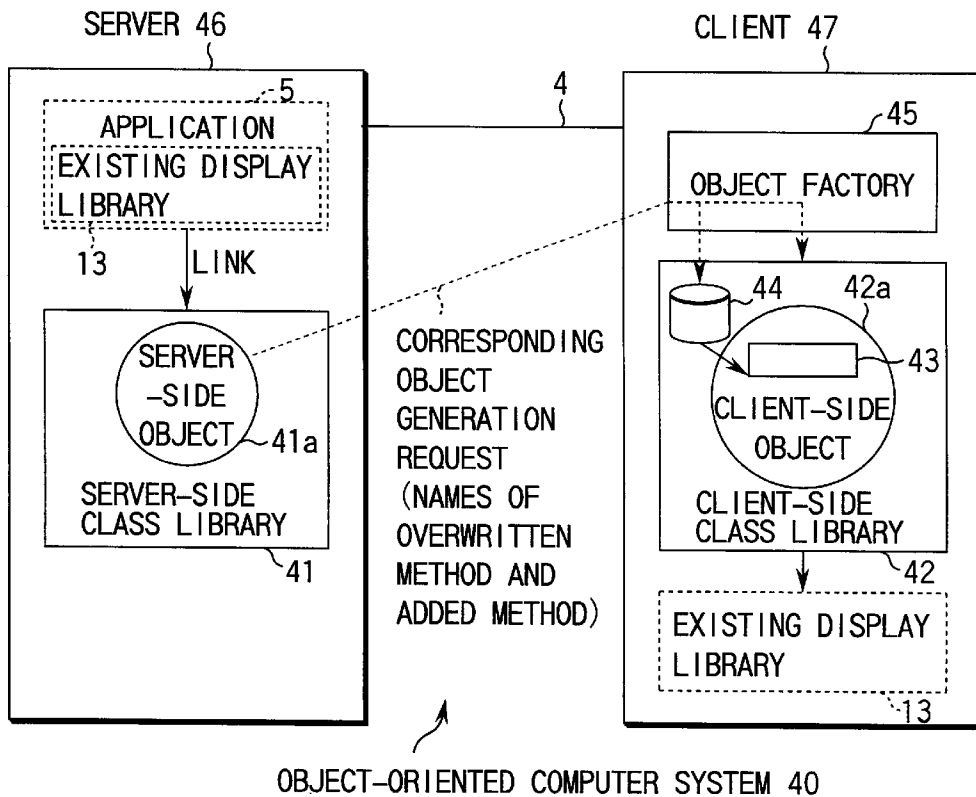 SERVER 46
CLIENT 47
5
APPLICATION
EXISTING DISPLAY
LIBRARY
13
LINK
SERVER
-SIDE
OBJECT
41a
SERVER-SIDE
CLASS LIBRARY
41
4
CORRESPONDING
OBJECT
GENERATION
REQUEST
(NAMES OF
OVERWRITTEN
METHOD AND
ADDED METHOD)
45
OBJECT FACTORY
44
42a
43
CLIENT-SIDE
OBJECT
CLIENT-SIDE
CLASS LIBRARY
42
EXISTING DISPLAY
LIBRARY
13
OBJECT-ORIENTED COMPUTER SYSTEM 40